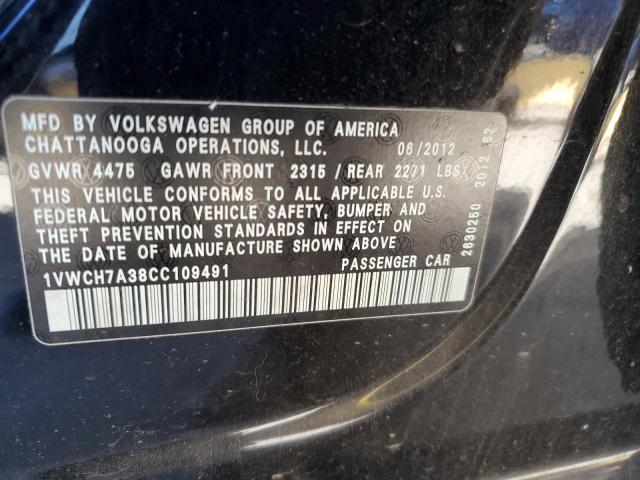 MFD BY VOLKSWAGEN GROUP OF AMERICA
CHATTANOOGA OPERATIONS, LLC. 06/2012
GVWR 4475 GAWR FRONT 2315/REAR 2271 LBS
THIS VEHICLE CONFORMS TO ALL APPLICABLE U.S.
FEDERAL MOTOR VEHICLE SAFETY, BUMPER AND
THEFT PREVENTION STANDARDS IN EFFECT ON
THE DATE OF MANUFACTURE SHOWN ABOVE
1VWCH7A38CC109491 PASSENGER CAR
2630250 2012 62